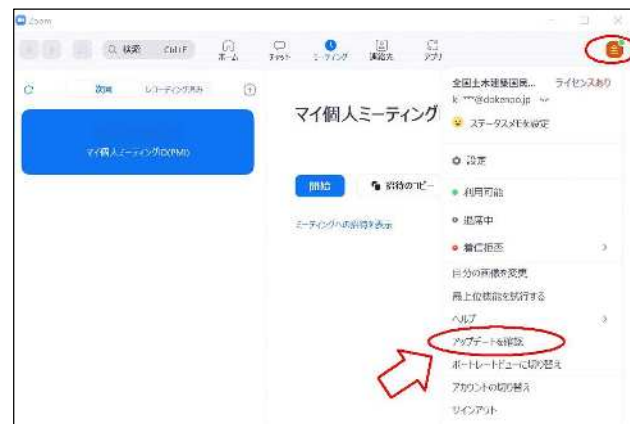 Zoom
検索 Ctrl+F
ホーム
チャット
ミーティング
連絡先
アプリ
全
次回
レコーディング済み
マイ個人ミーティングID(PMI)
マイ個人ミーティング
開始
招待のコピー
ミーティングへの招待を表示
全国土木建築国民... ライセンスあり
k***@dokenpo.jp
ステータスメモを設定
設定
利用可能
退席中
着信拒否
自分の画像を変更
最上位機能を試行する
ヘルプ
アップデートを確認
ポートレートビューに切り替え
アカウントの切り替え
サインアウト